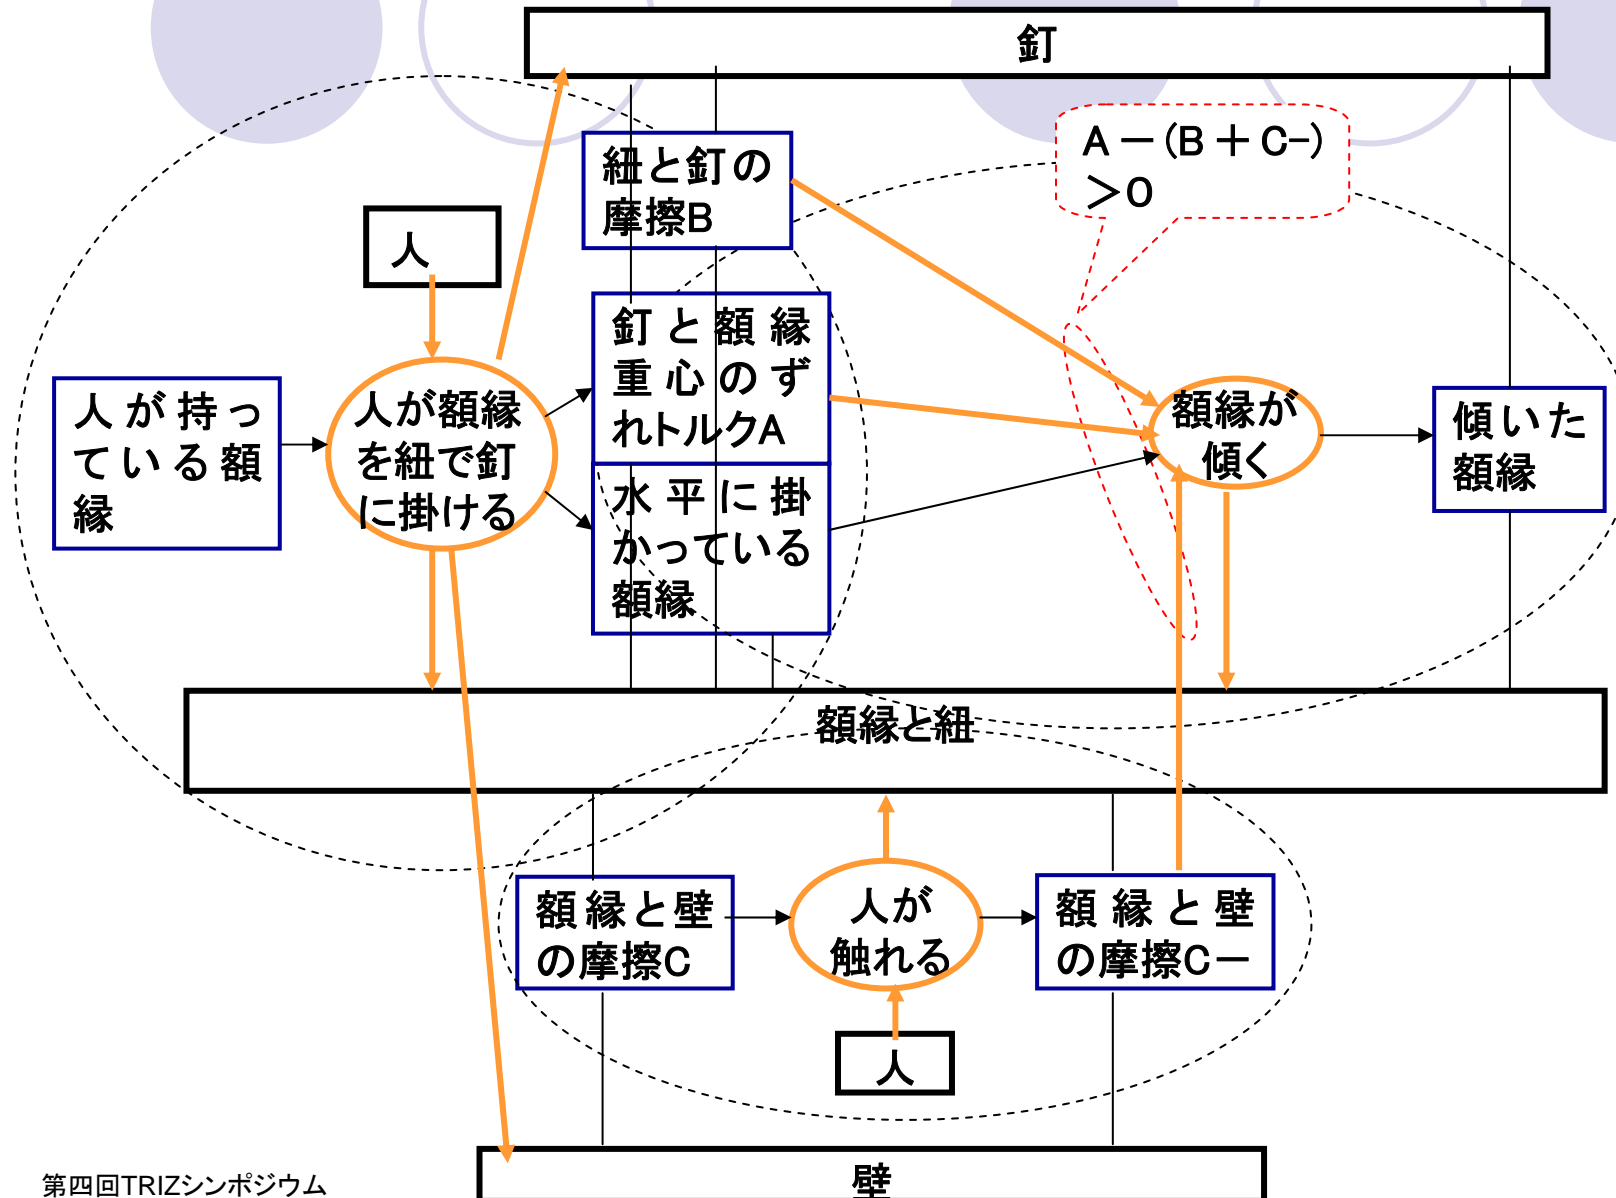 釘
A－(B＋C-)
＞0
紐と釘の
摩擦B
人
釘と額縁
重心のず
れトルクA
人が持っ
ている額
縁
人が額縁
を紐で釘
に掛ける
額縁が
傾く
傾いた
額縁
水平に掛
かっている
額縁
額縁と紐
額縁と壁
の摩擦C
人が
触れる
額縁と壁
の摩擦C－
人
壁
第四回TRIZシンポジウム